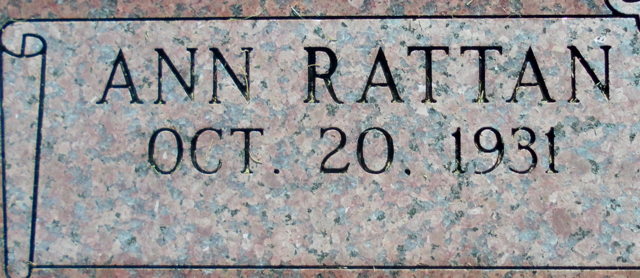 ANN RATTAN
OCT. 20. 1931